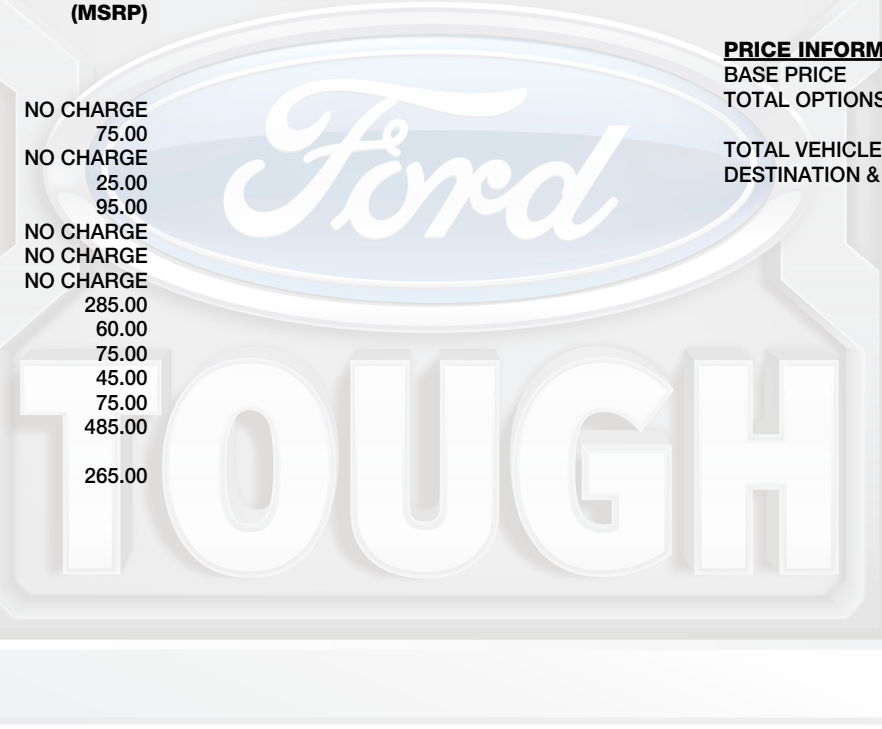 (MSRP)
NO CHARGE
75.00
NO CHARGE
25.00
95.00
NO CHARGE
NO CHARGE
NO CHARGE
285.00
60.00
75.00
45.00
75.00
485.00
265.00
PRICE INFORM
BASE PRICE
TOTAL OPTIONS
TOTAL VEHICLE
DESTINATION &
Ford
TOUGH